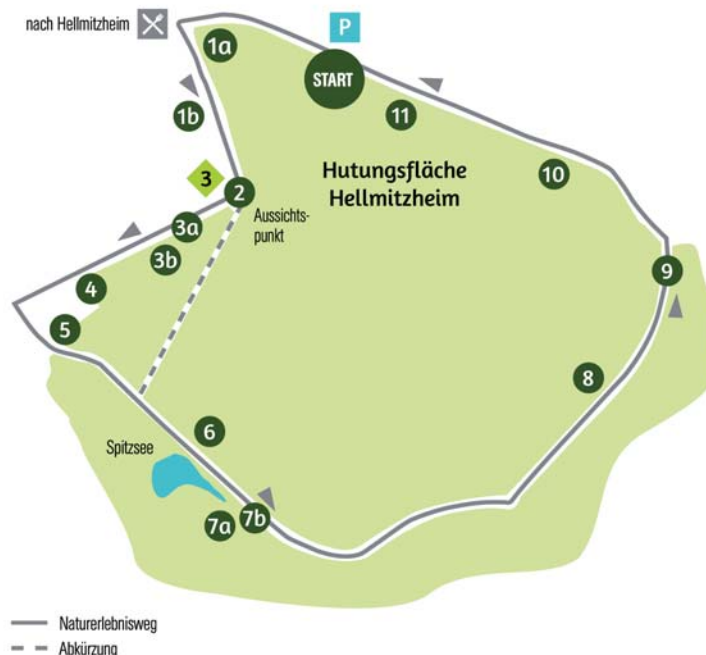 nach Hellmitzheim
P
1a
START
1b
11
Hutungsfläche
Hellmitzheim
10
3
2
Aussichts-
punkt
3a
3b
4
9
5
8
6
Spitzsee
7a
7b
Naturerlebnisweg
Abkürzung